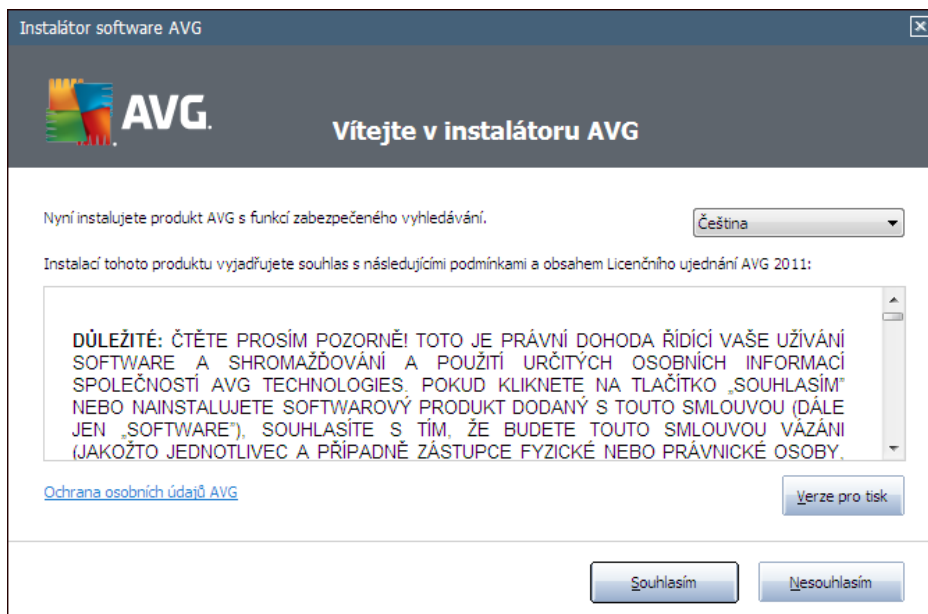 Instalátor software AVG
AVG.
Vítejte v instalátoru AVG
Nyní instalujete produkt AVG s funkcí zabezpečeného vyhledávání.
Čeština
Instalací tohoto produktu vyjadřujete souhlas s následujícími podmínkami a obsahem Licenčního ujednání AVG 2011:
DŮLEŽITÉ: ČTĚTE PROSÍM POZORNĚ! TOTO JE PRÁVNÍ DOHODA ŘÍDÍCÍ VAŠE UŽÍVÁNÍ
SOFTWARE A SHROMAŽĎOVÁNÍ A POUŽITÍ URČITÝCH OSOBNÍCH INFORMACÍ
SPOLEČNOSTÍ AVG TECHNOLOGIES. POKUD KLIKNETE NA TLAČÍTKO „SOUHLASÍM"
NEBO NAINSTALUJETE SOFTWAROVÝ PRODUKT DODANÝ S TOUTO SMLOUVOU (DÁLE
JEN „SOFTWARE"), SOUHLASÍTE S TÍM, ŽE BUDETE TOUTO SMLOUVOU VÁZÁNI
(JAKOŽTO JEDNOTLIVEC A PŘÍPADNĚ ZÁSTUPCE FYZICKÉ NEBO PRÁVNICKÉ OSOBY,
Ochrana osobních údajů AVG
Verze pro tisk
Souhlasím
Nesouhlasím